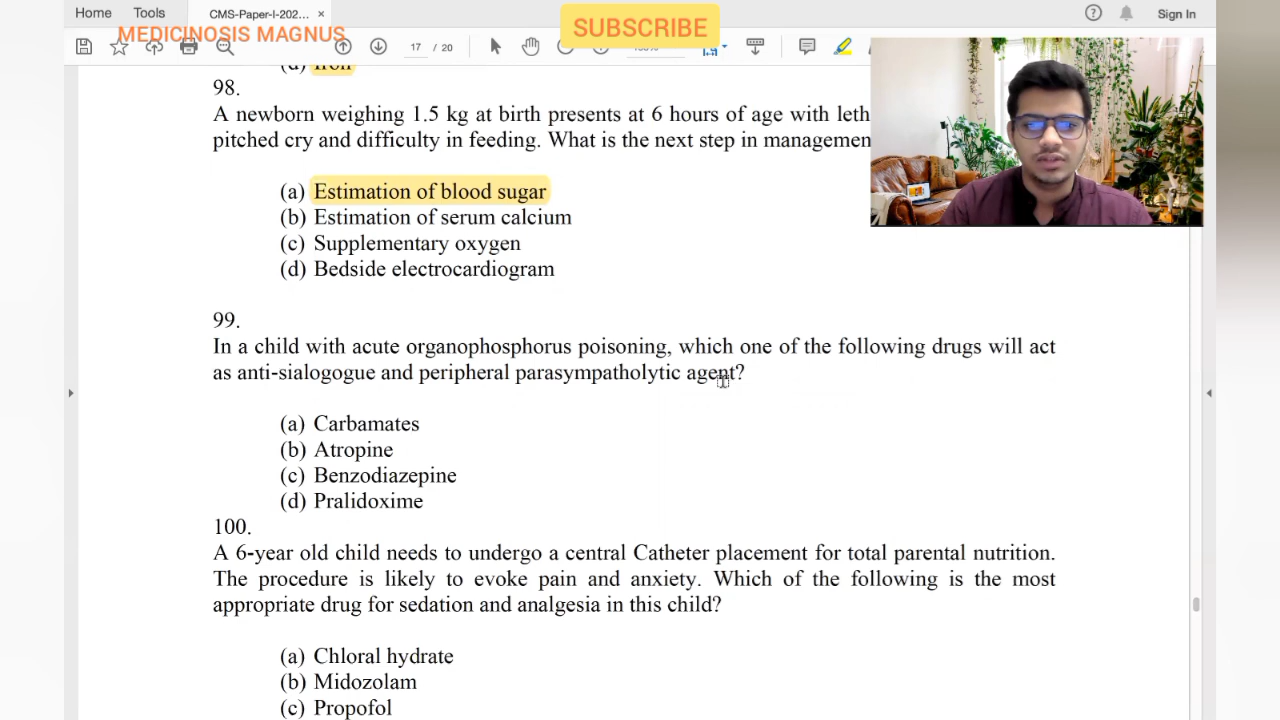 Home
Tools
CMS-Paper-I-202...
×
Sign In
MEDICINOSIS MAGNUS
SUBSCRIBE
17 / 20
(d) Iron
98.
A newborn weighing 1.5 kg at birth presents at 6 hours of age with leth
pitched cry and difficulty in feeding. What is the next step in managemen
(a) Estimation of blood sugar
(b) Estimation of serum calcium
(c) Supplementary oxygen
(d) Bedside electrocardiogram
99.
In a child with acute organophosphorus poisoning, which one of the following drugs will act
as anti-sialogogue and peripheral parasympatholytic agent?
(a) Carbamates
(b) Atropine
(c) Benzodiazepine
(d) Pralidoxime
100.
A 6-year old child needs to undergo a central Catheter placement for total parental nutrition.
The procedure is likely to evoke pain and anxiety. Which of the following is the most
appropriate drug for sedation and analgesia in this child?
(a) Chloral hydrate
(b) Midozolam
(c) Propofol